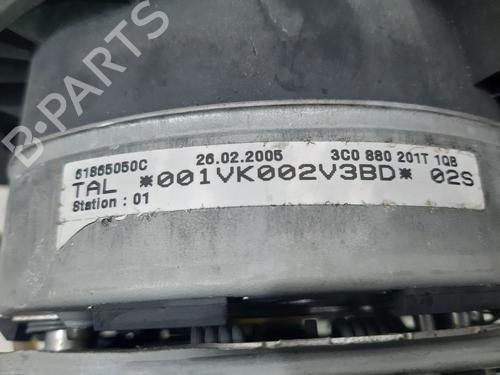 B-PARTS
61865050C 26.02.2005 3C0 880 201T 1QB
TAL *001VK002V3BD* 02S
Station : 01